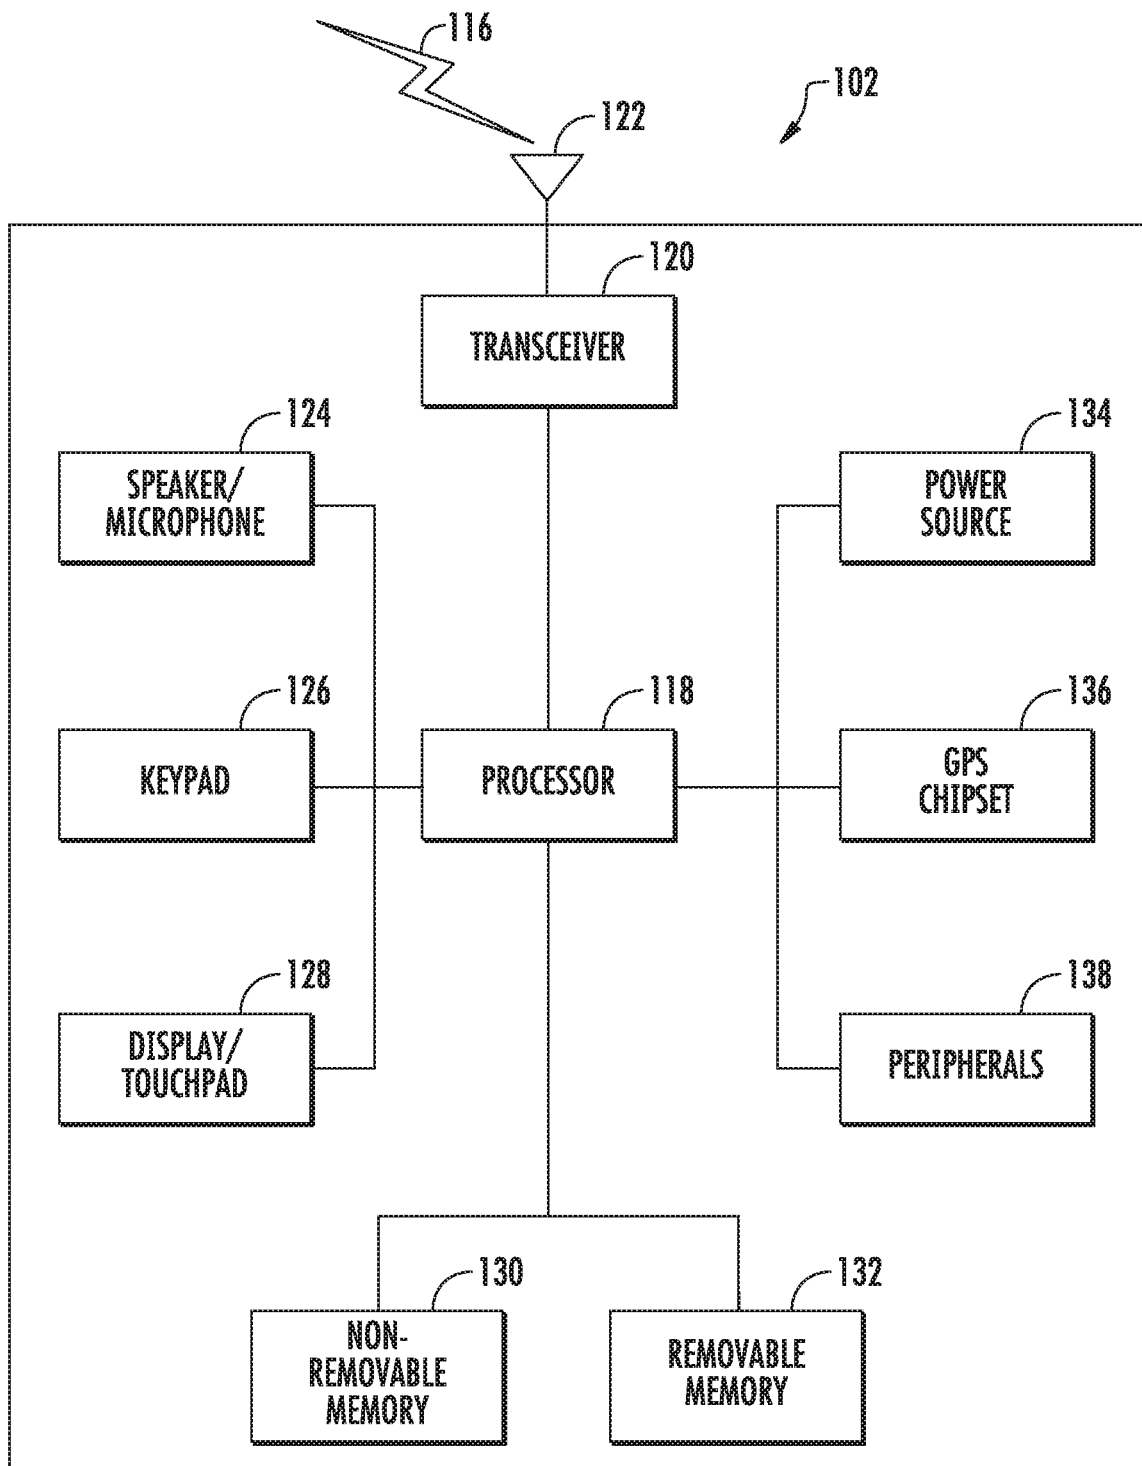 116
102
122
120
TRANSCEIVER
124
134
SPEAKER/
MICROPHONE
POWER
SOURCE
126
118
136
KEYPAD
PROCESSOR
GPS
CHIPSET
128
138
DISPLAY/
TOUCHPAD
PERIPHERALS
130
132
NON-
REMOVABLE
MEMORY
REMOVABLE
MEMORY